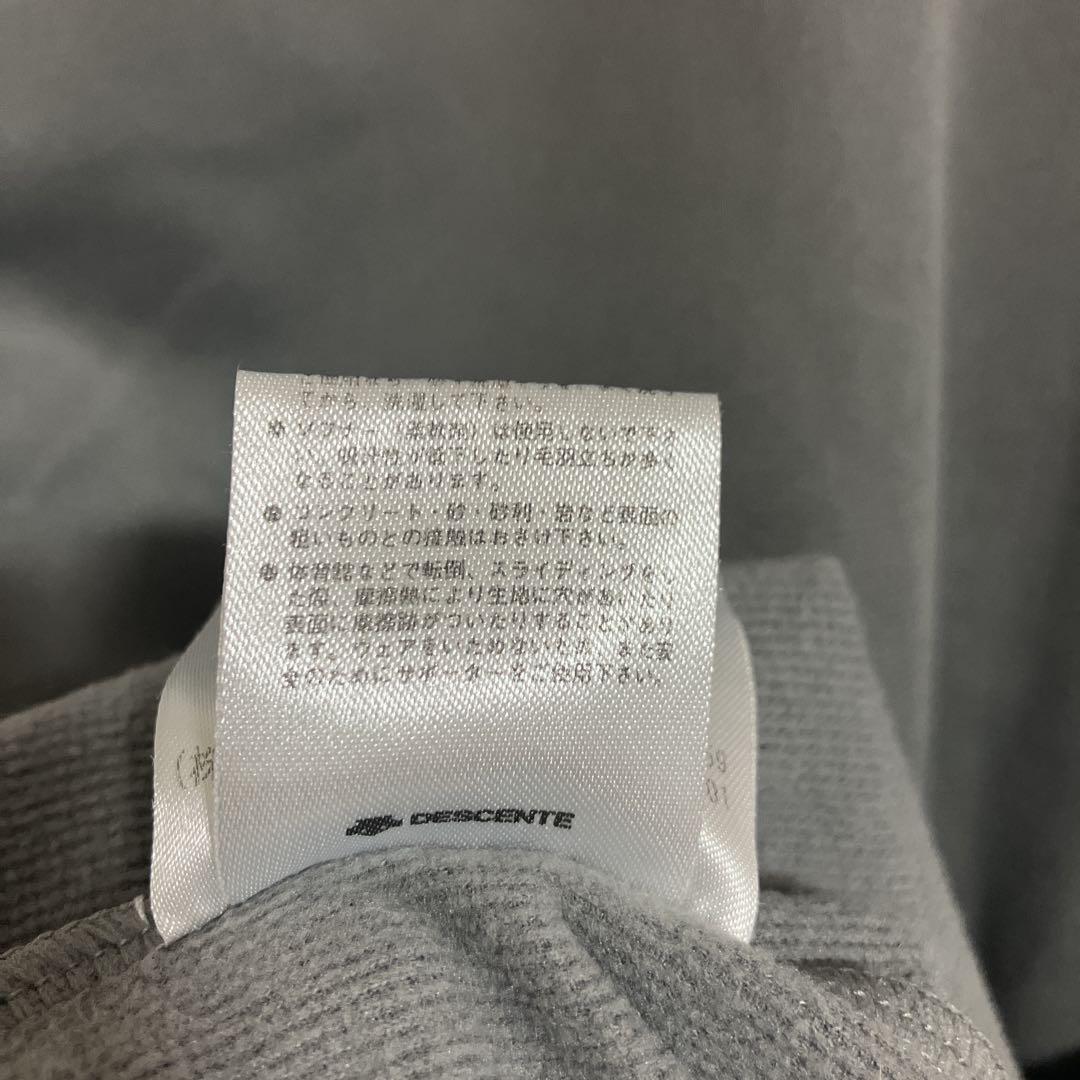 てから、洗濯して下さい。
● ソフナー（柔軟剤）は使用しないで下さ
い。吸汗性が低下したり毛羽立ちが多く
なることがあります。
● コンクリート・砂・砂利・岩など表面の
粗いものとの接触はおさけ下さい。
● 体育館などで転倒、スライディングをし
た際、摩擦熱により生地に穴があいたり
表面に摩擦跡がついたりすることがあり
ます。ウェアをいためないため、また安
全のためにサポーターをご使用下さい。
DESCENTE